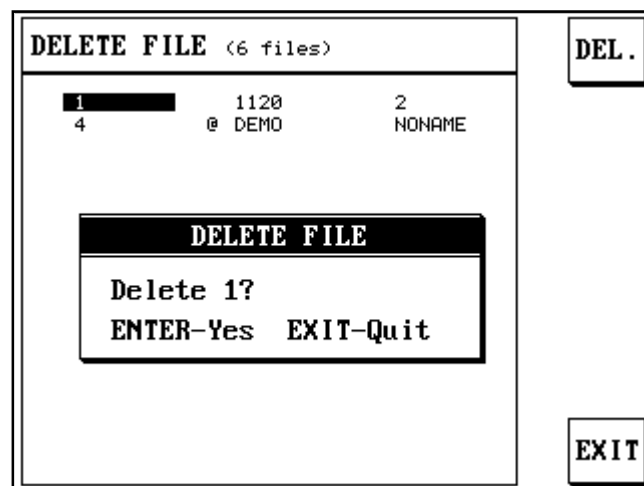 DELETE FILE (6 files)
DEL.
1 1120 2
4 @ DEMO NONAME
DELETE FILE
Delete 1?
ENTER-Yes EXIT-Quit
EXIT